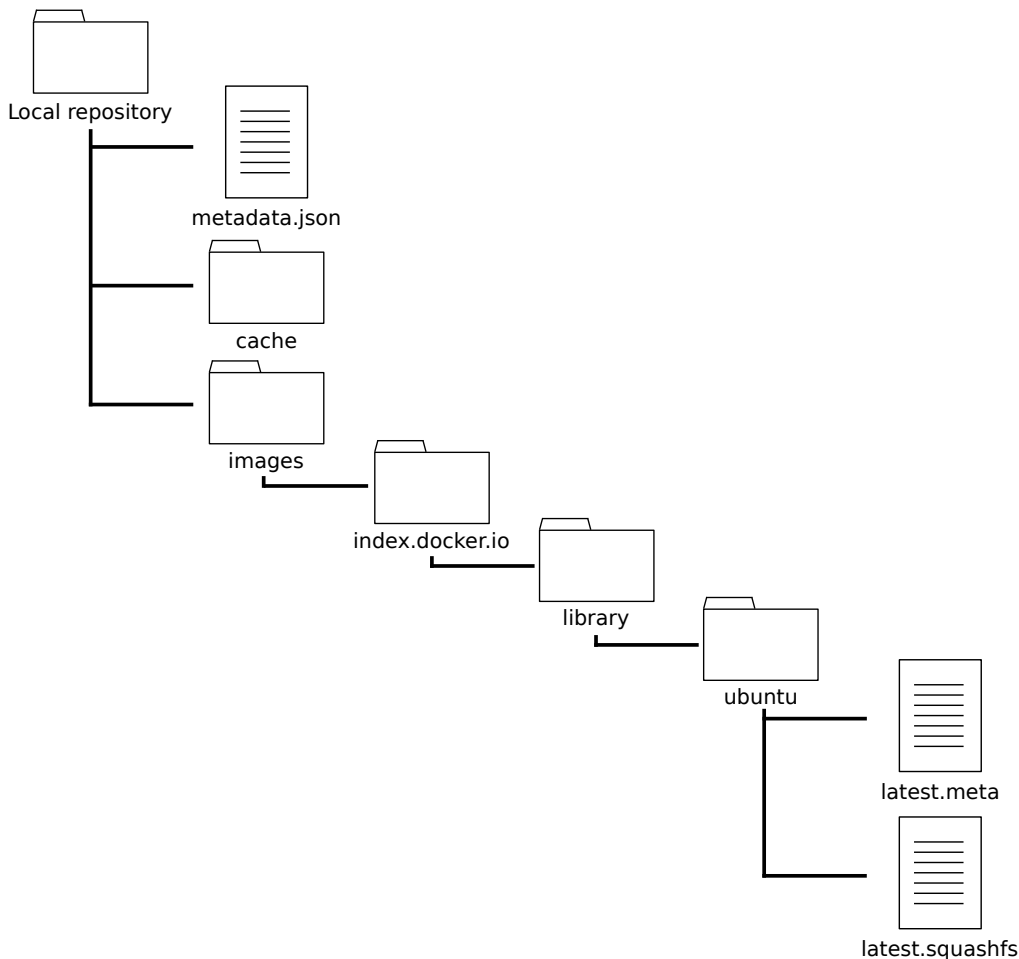 Local repository
metadata.json
cache
images
index.docker.io
library
ubuntu
latest.meta
latest.squashfs